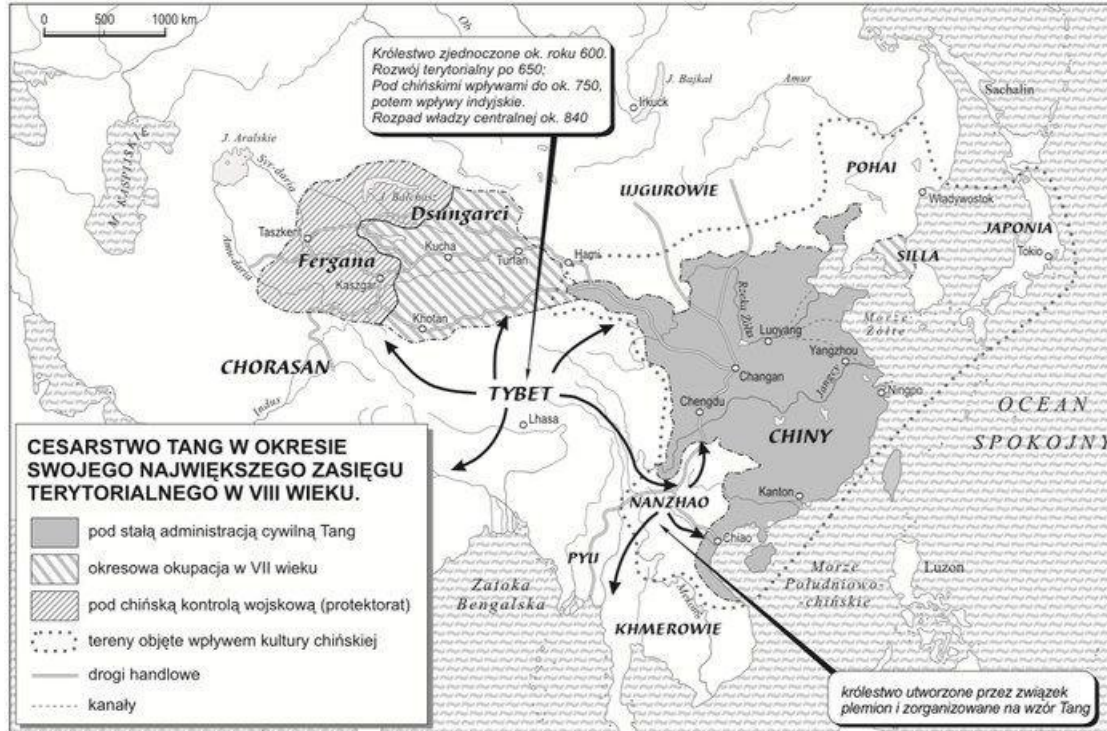 0 500 1000 km
Ob
Królestwo zjednoczone ok. roku 600.
Rozwój terytorialny po 650;
Pod chińskimi wpływami do ok. 750,
potem wpływy indyjskie.
Rozpad władzy centralnej ok. 840
J. Bajkał
Irkuck
Amur
Sachalin
M. KASPIJSKIE
J. Aralskie
Syr-daria
Amu-daria
J. Bałchasz
Dsungarei
Taszkent
Fergana
Kucha
Turfan
Hami
Kaszgar
Khotan
UJGUROWIE
POHAI
Władywostok
JAPONIA
Tokio
SILLA
Rzeka Żółta
Morze
Żółte
Luoyang
Yangzhou
Changan
Jangcy
Ningpo
Chengdu
CHINY
CHORASAN
Indus
TYBET
Lhasa
OCEAN
SPOKOJNY
NANZHAO
Kanton
Chiao
PYU
Zatoka
Bengalska
Mekong
KHMEROWIE
Morze
Południowo-
-chińskie
Luzon
CESARSTWO TANG W OKRESIE
SWOJEGO NAJWIĘKSZEGO ZASIĘGU
TERYTORIALNEGO W VIII WIEKU.
pod stałą administracją cywilną Tang
okresowa okupacja w VII wieku
pod chińską kontrolą wojskową (protektorat)
tereny objęte wpływem kultury chińskiej
drogi handlowe
kanały
królestwo utworzone przez związek
plemion i zorganizowane na wzór Tang